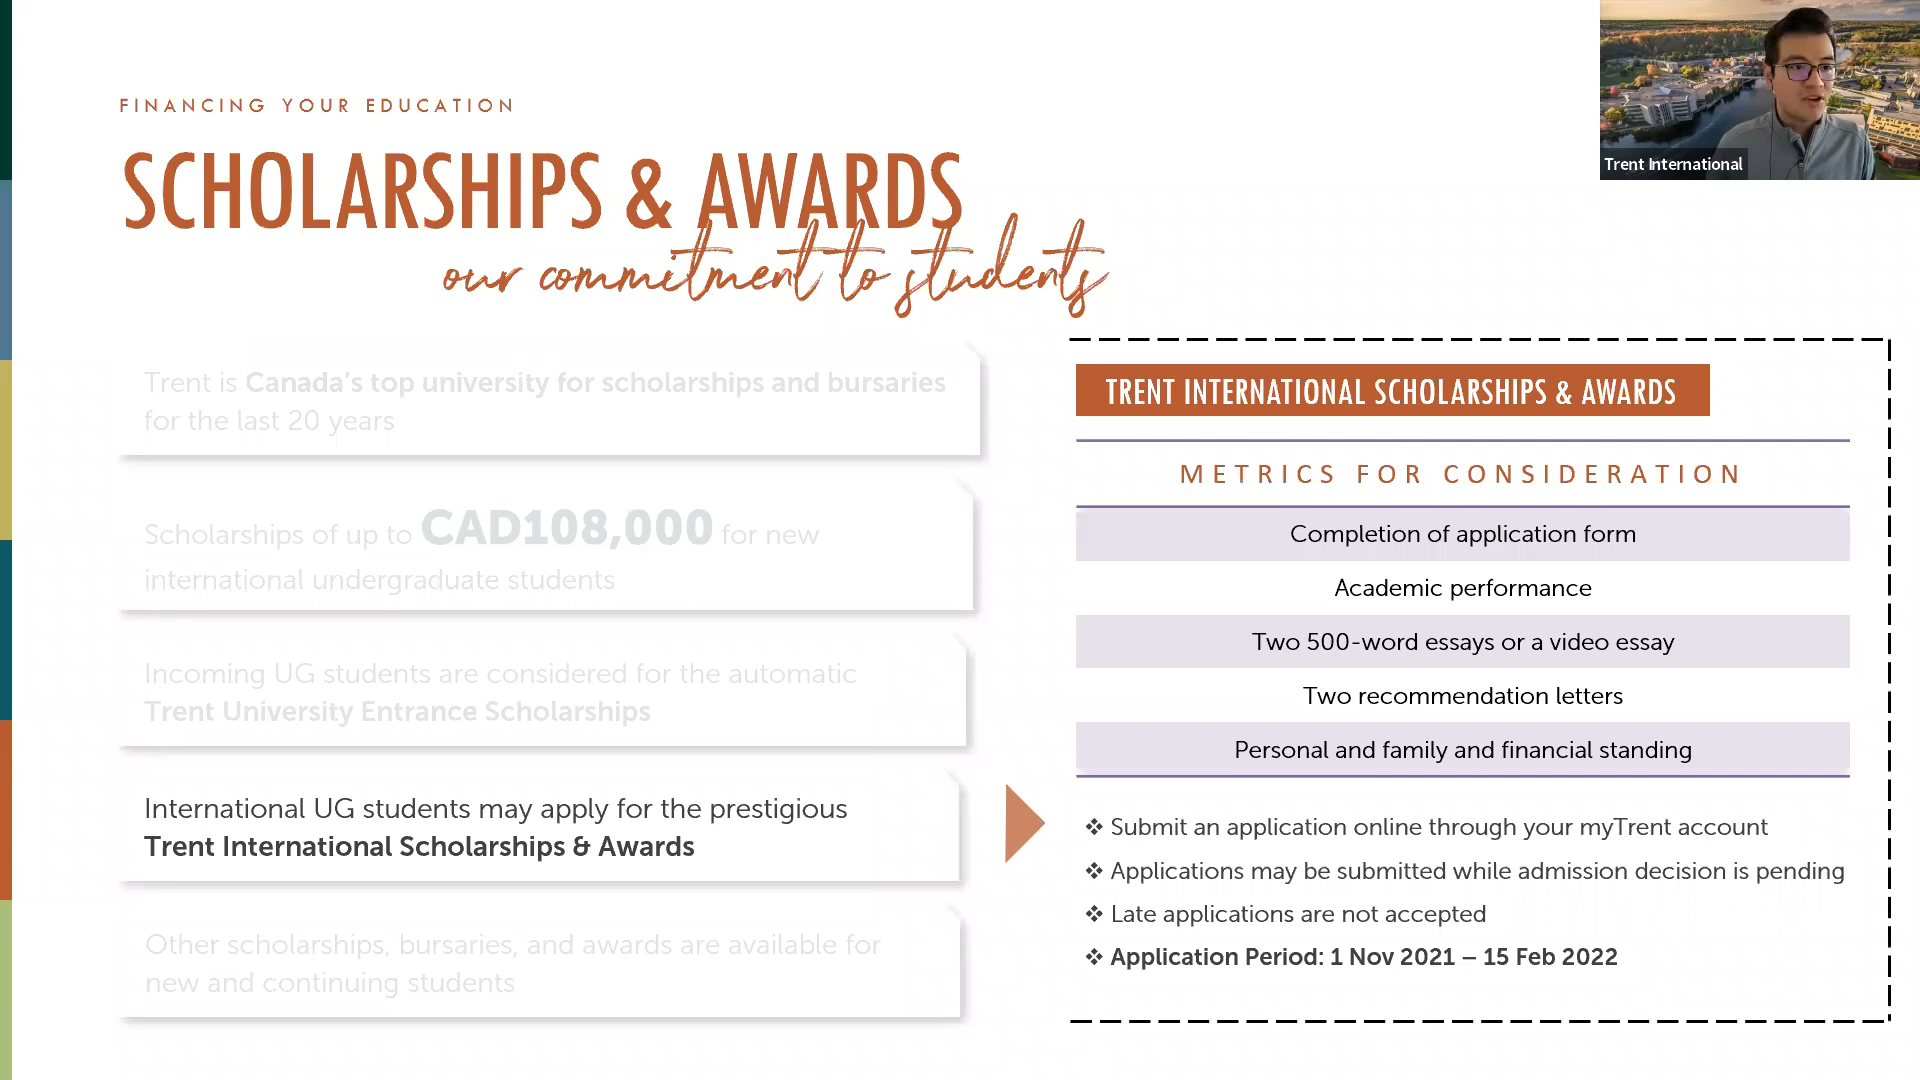 FINANCING YOUR EDUCATION
SCHOLARSHIPS & AWARDS
our commitment to students
Trent International
Trent is Canada's top university for scholarships and bursaries
for the last 20 years
Scholarships of up to CAD108,000 for new
international undergraduate students
Incoming UG students are considered for the automatic
Trent University Entrance Scholarships
International UG students may apply for the prestigious
Trent International Scholarships & Awards
Other scholarships, bursaries, and awards are available for
new and continuing students
TRENT INTERNATIONAL SCHOLARSHIPS & AWARDS
METRICS FOR CONSIDERATION
Completion of application form
Academic performance
Two 500-word essays or a video essay
Two recommendation letters
Personal and family and financial standing
❖ Submit an application online through your myTrent account
❖ Applications may be submitted while admission decision is pending
❖ Late applications are not accepted
❖ Application Period: 1 Nov 2021 – 15 Feb 2022